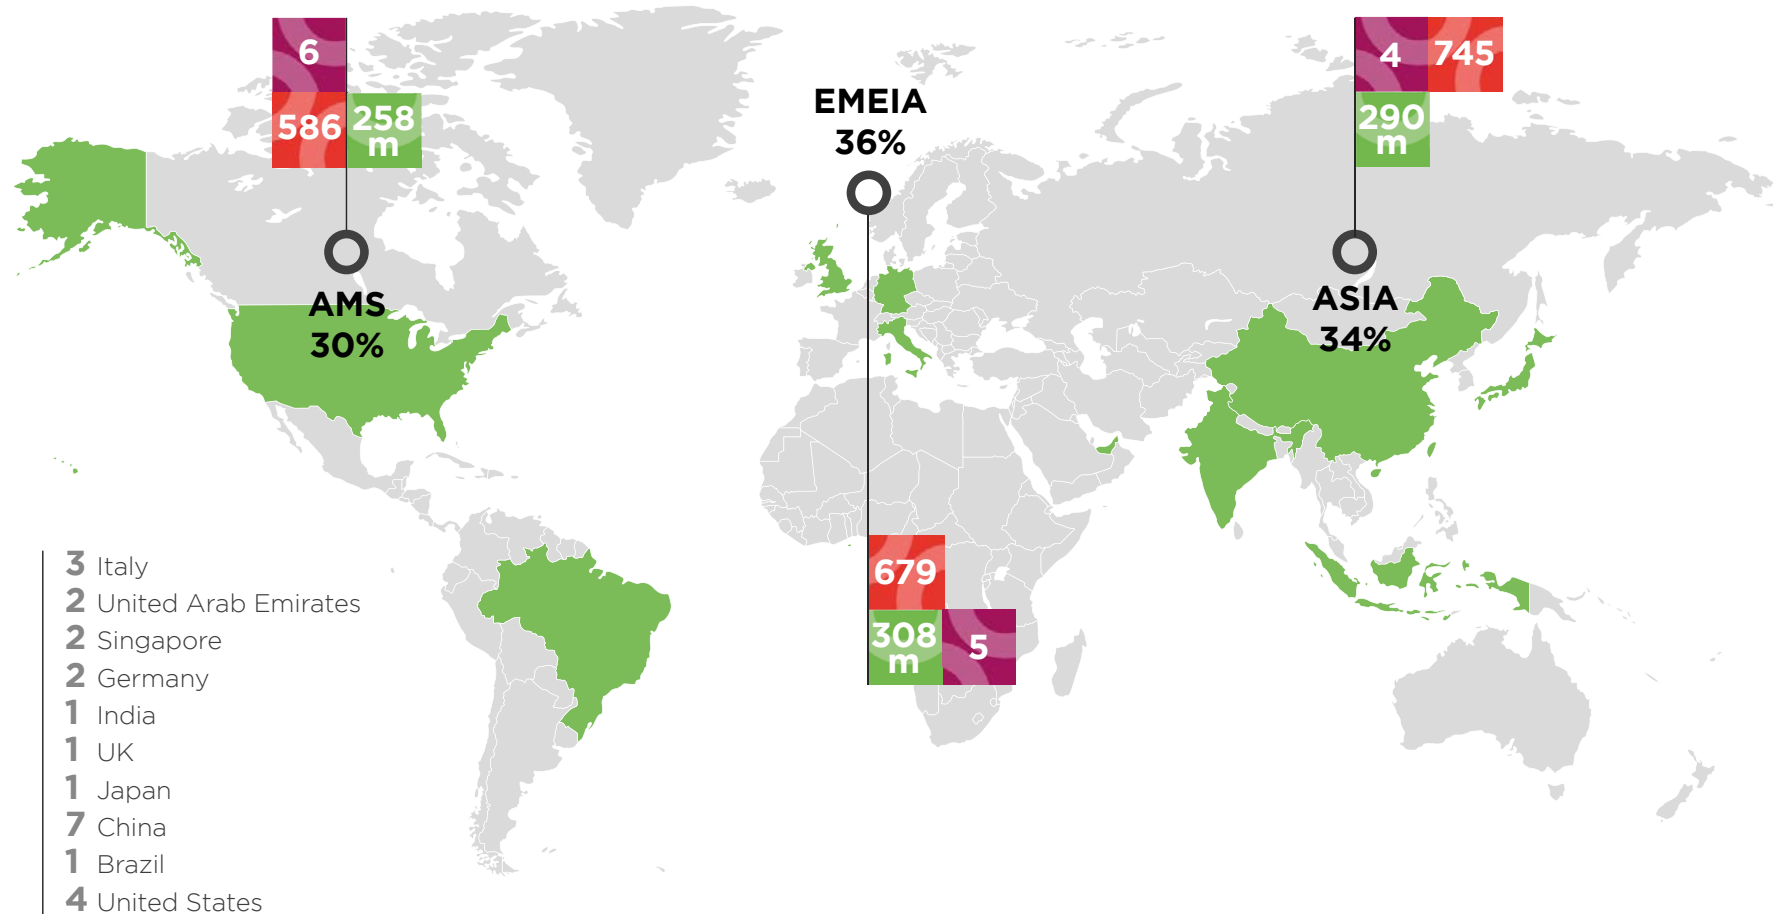 6
586
258
m
AMS
30%
EMEIA
36%
679
308
m
5
4
745
290
m
ASIA
34%
3 Italy
2 United Arab Emirates
2 Singapore
2 Germany
1 India
1 UK
1 Japan
7 China
1 Brazil
4 United States